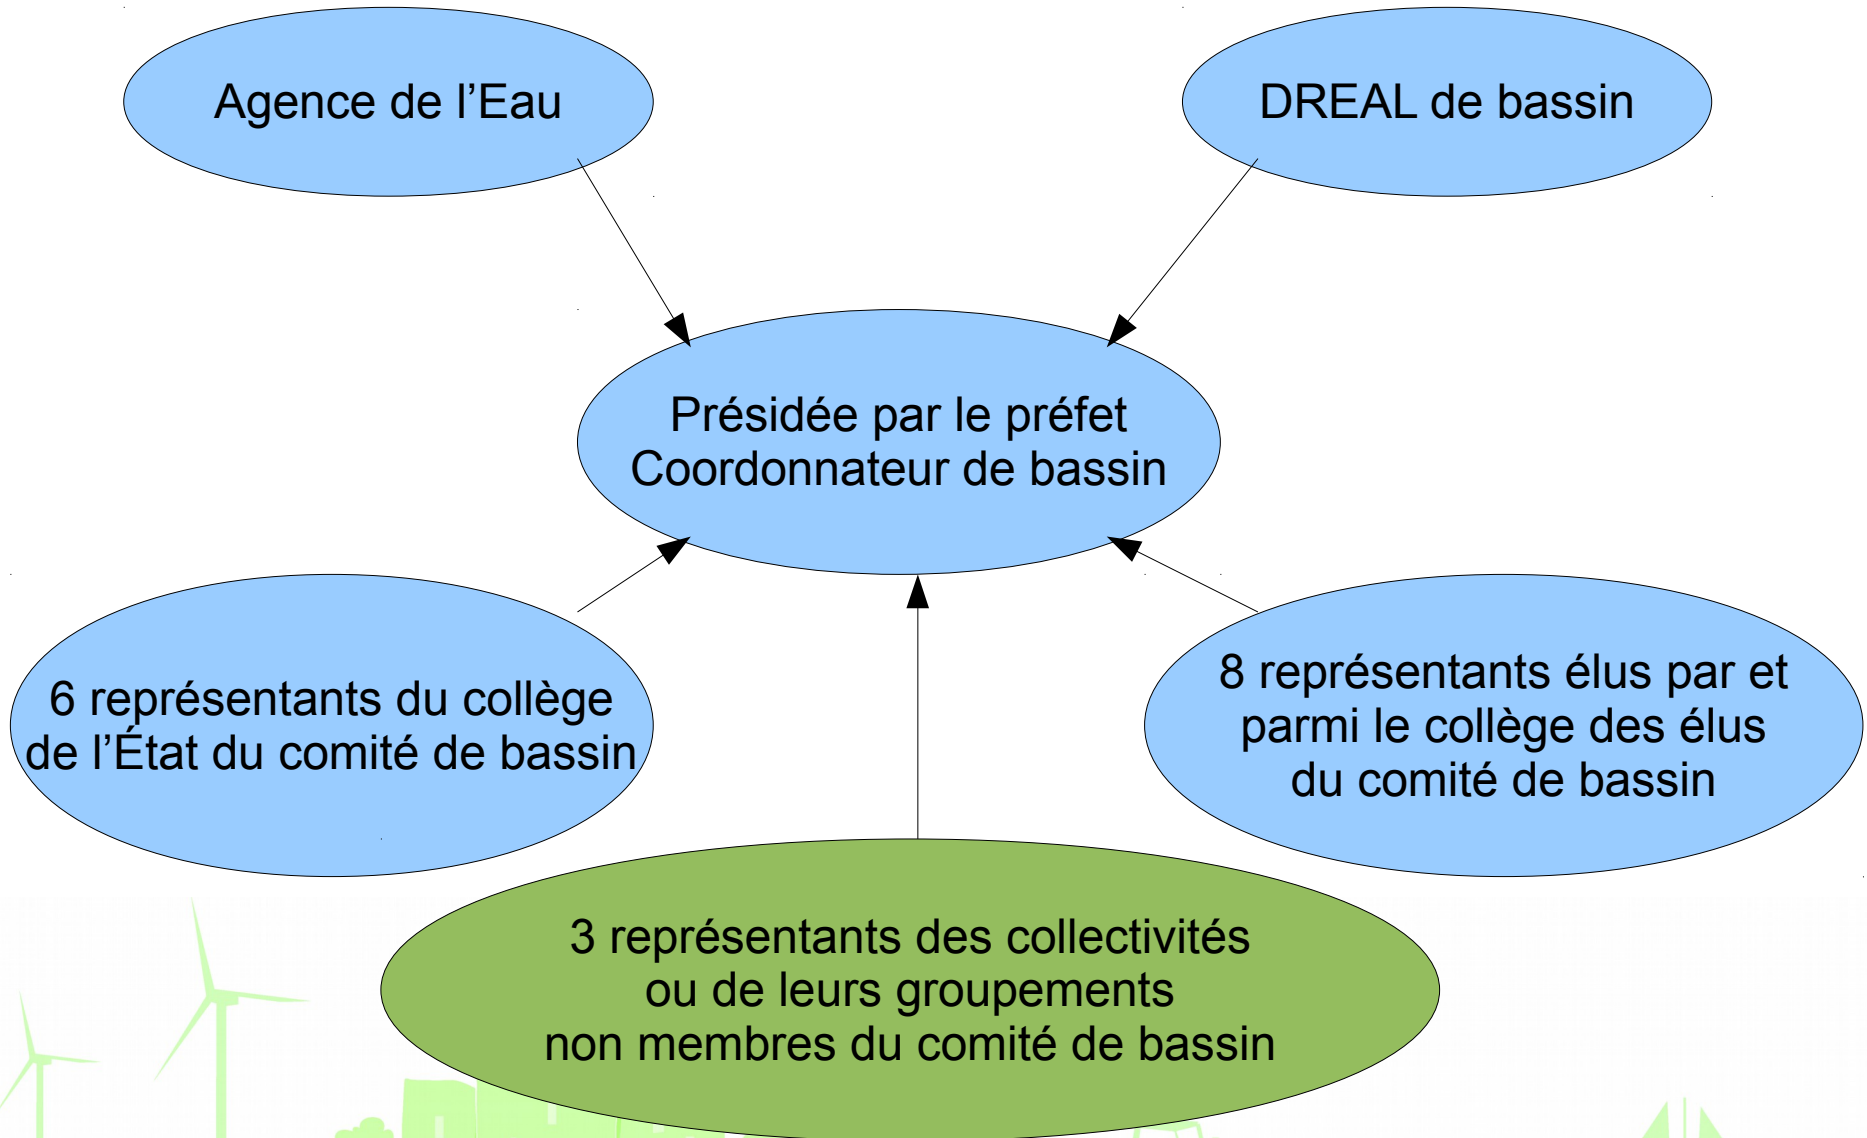 Agence de l’Eau
DREAL de bassin
Présidée par le préfet
Coordonnateur de bassin
6 représentants du collège
de l’État du comité de bassin
8 représentants élus par et
parmi le collège des élus
du comité de bassin
3 représentants des collectivités
ou de leurs groupements
non membres du comité de bassin